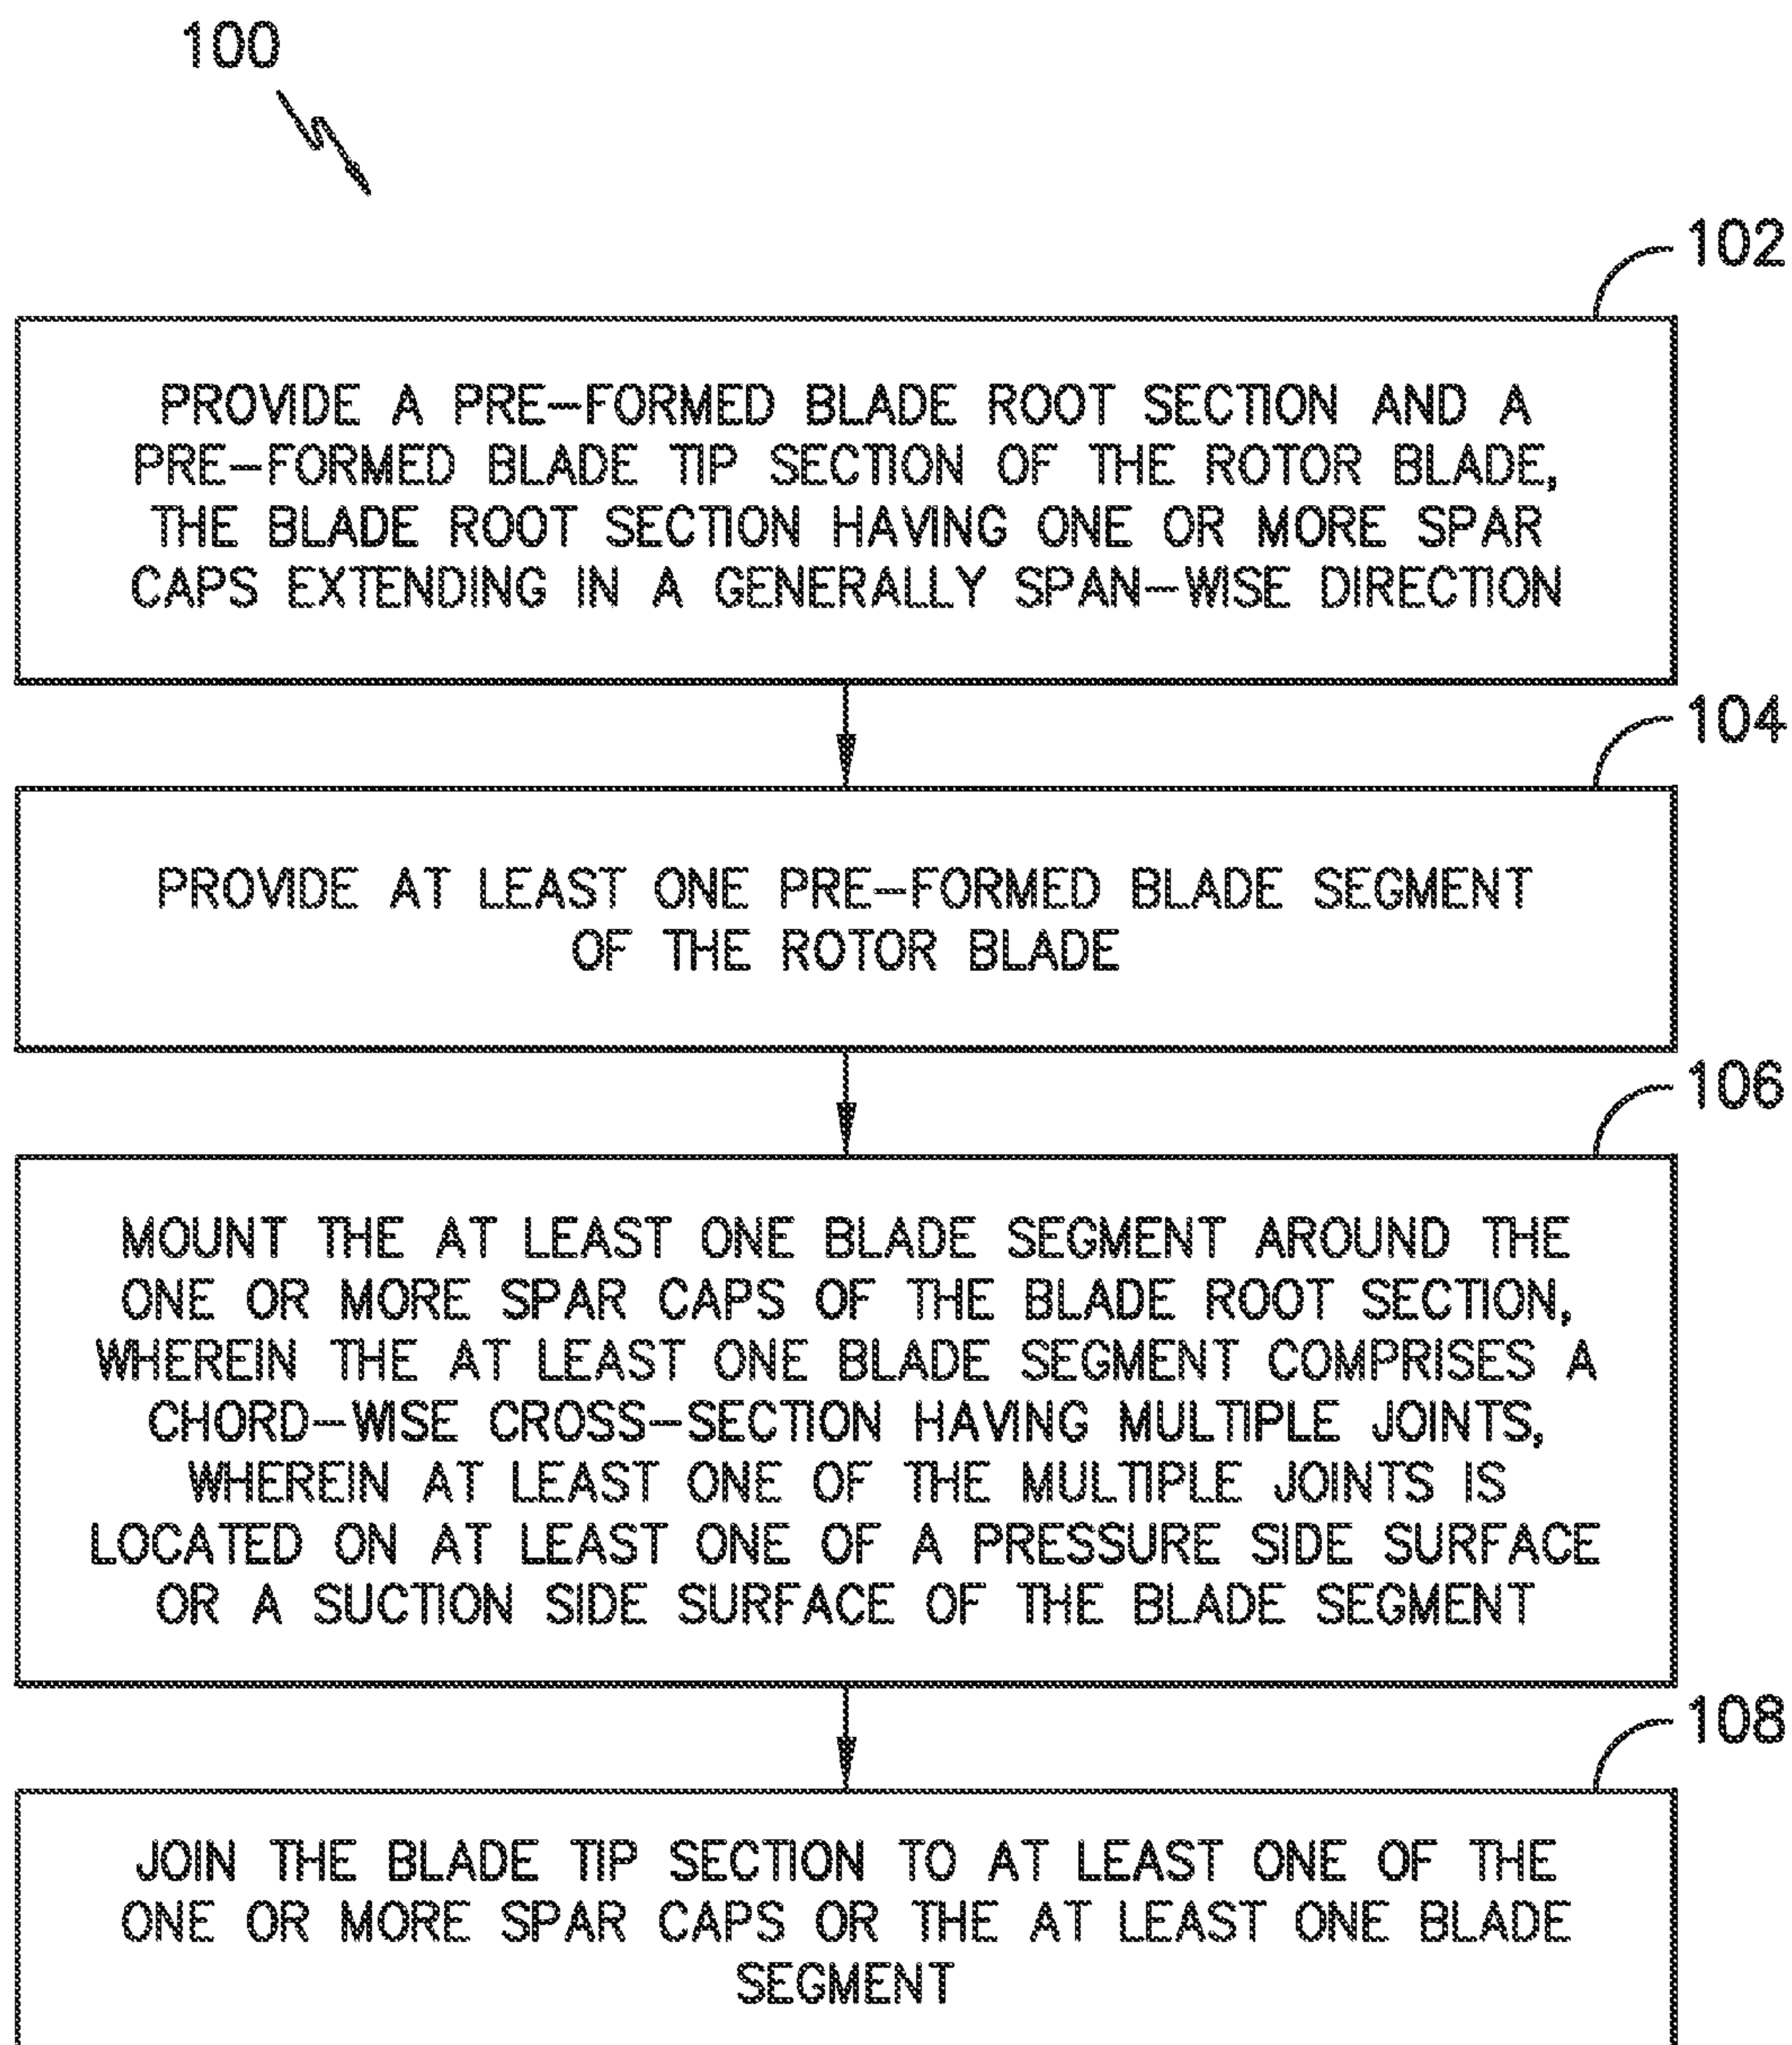 100
102
PROVIDE A PRE-FORMED BLADE ROOT SECTION AND A
PRE-FORMED BLADE TIP SECTION OF THE ROTOR BLADE,
THE BLADE ROOT SECTION HAVING ONE OR MORE SPAR
CAPS EXTENDING IN A GENERALLY SPAN-WISE DIRECTION
104
PROVIDE AT LEAST ONE PRE-FORMED BLADE SEGMENT
OF THE ROTOR BLADE
106
MOUNT THE AT LEAST ONE BLADE SEGMENT AROUND THE
ONE OR MORE SPAR CAPS OF THE BLADE ROOT SECTION,
WHEREIN THE AT LEAST ONE BLADE SEGMENT COMPRISES A
CHORD-WISE CROSS-SECTION HAVING MULTIPLE JOINTS,
WHEREIN AT LEAST ONE OF THE MULTIPLE JOINTS IS
LOCATED ON AT LEAST ONE OF A PRESSURE SIDE SURFACE
OR A SUCTION SIDE SURFACE OF THE BLADE SEGMENT
108
JOIN THE BLADE TIP SECTION TO AT LEAST ONE OF THE
ONE OR MORE SPAR CAPS OR THE AT LEAST ONE BLADE
SEGMENT